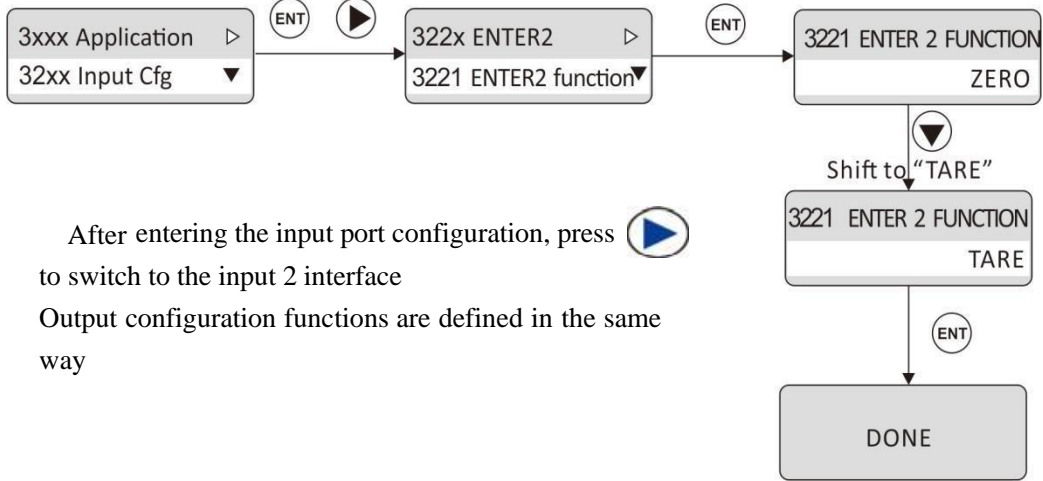 3xxx Application
32xx Input Cfg
ENT
322x ENTER2
3221 ENTER2 function
ENT
3221 ENTER 2 FUNCTION
ZERO
Shift to “TARE”
3221 ENTER 2 FUNCTION
TARE
ENT
DONE
After entering the input port configuration, press
to switch to the input 2 interface
Output configuration functions are defined in the same
way